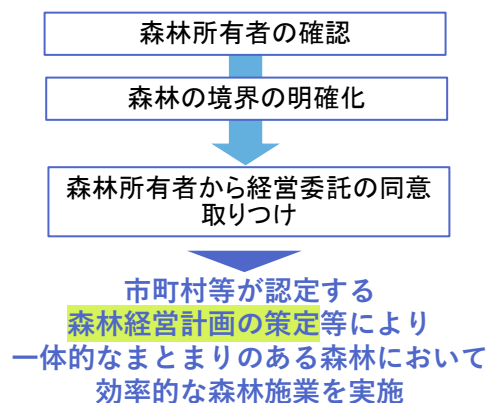 森林所有者の確認
森林の境界の明確化
森林所有者から経営委託の同意
取りつけ
市町村等が認定する
森林経営計画の策定等により
一体的なまとまりのある森林において
効率的な森林施業を実施